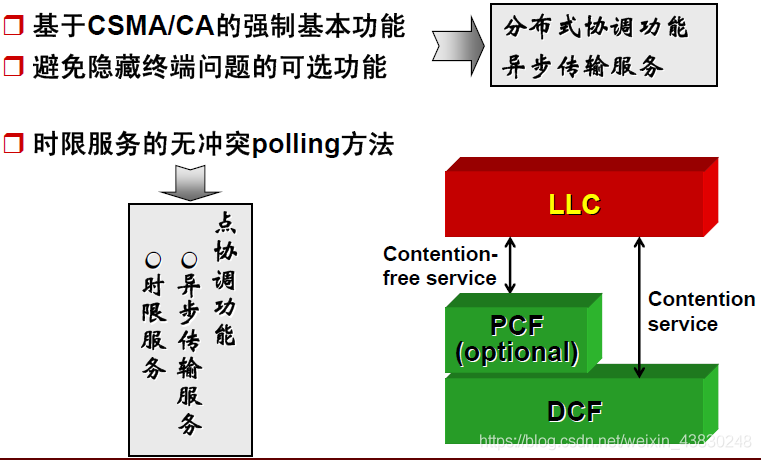 基于CSMA/CA的强制基本功能
避免隐藏终端问题的可选功能
分布式协调功能
异步传输服务
时限服务的无冲突polling方法
点协调功能
异步传输服务
时限服务
LLC
Contention-
free service
Contention
service
PCF
(optional)
DCF
https://blog.csdn.net/weixin_43830248